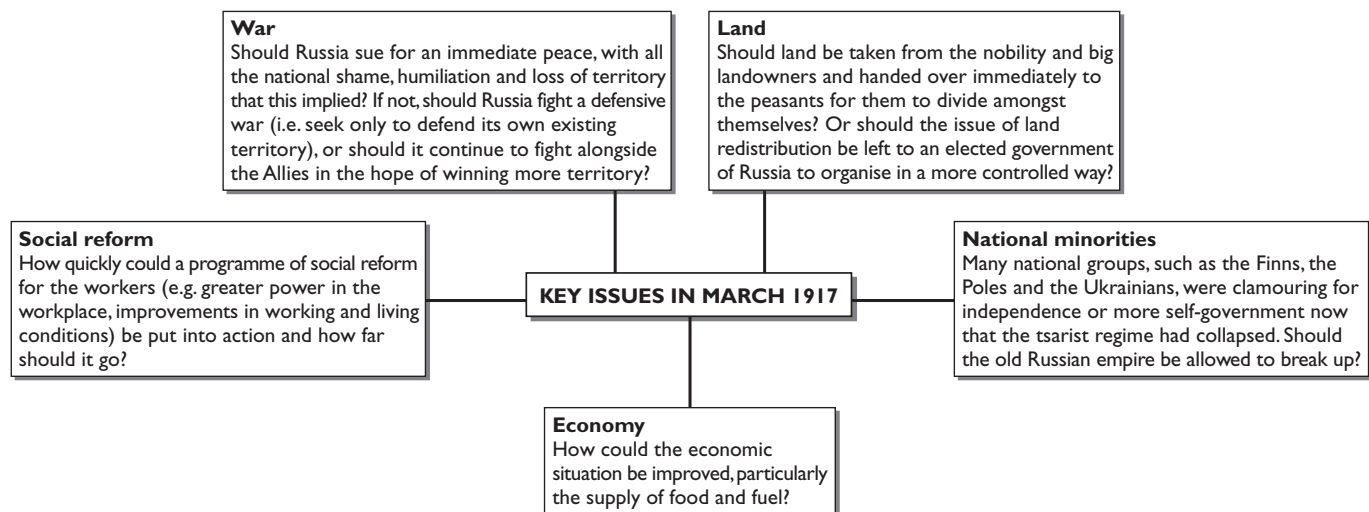 War
Should Russia sue for an immediate peace, with all
the national shame, humiliation and loss of territory
that this implied? If not, should Russia fight a defensive
war (i.e. seek only to defend its own existing
territory), or should it continue to fight alongside
the Allies in the hope of winning more territory?
Land
Should land be taken from the nobility and big
landowners and handed over immediately to
the peasants for them to divide amongst
themselves? Or should the issue of land
redistribution be left to an elected government
of Russia to organise in a more controlled way?
Social reform
How quickly could a programme of social reform
for the workers (e.g. greater power in the
workplace, improvements in working and living
conditions) be put into action and how far
should it go?
KEY ISSUES IN MARCH 1917
National minorities
Many national groups, such as the Finns, the
Poles and the Ukrainians, were clamouring for
independence or more self-government now
that the tsarist regime had collapsed. Should
the old Russian empire be allowed to break up?
Economy
How could the economic
situation be improved, particularly
the supply of food and fuel?